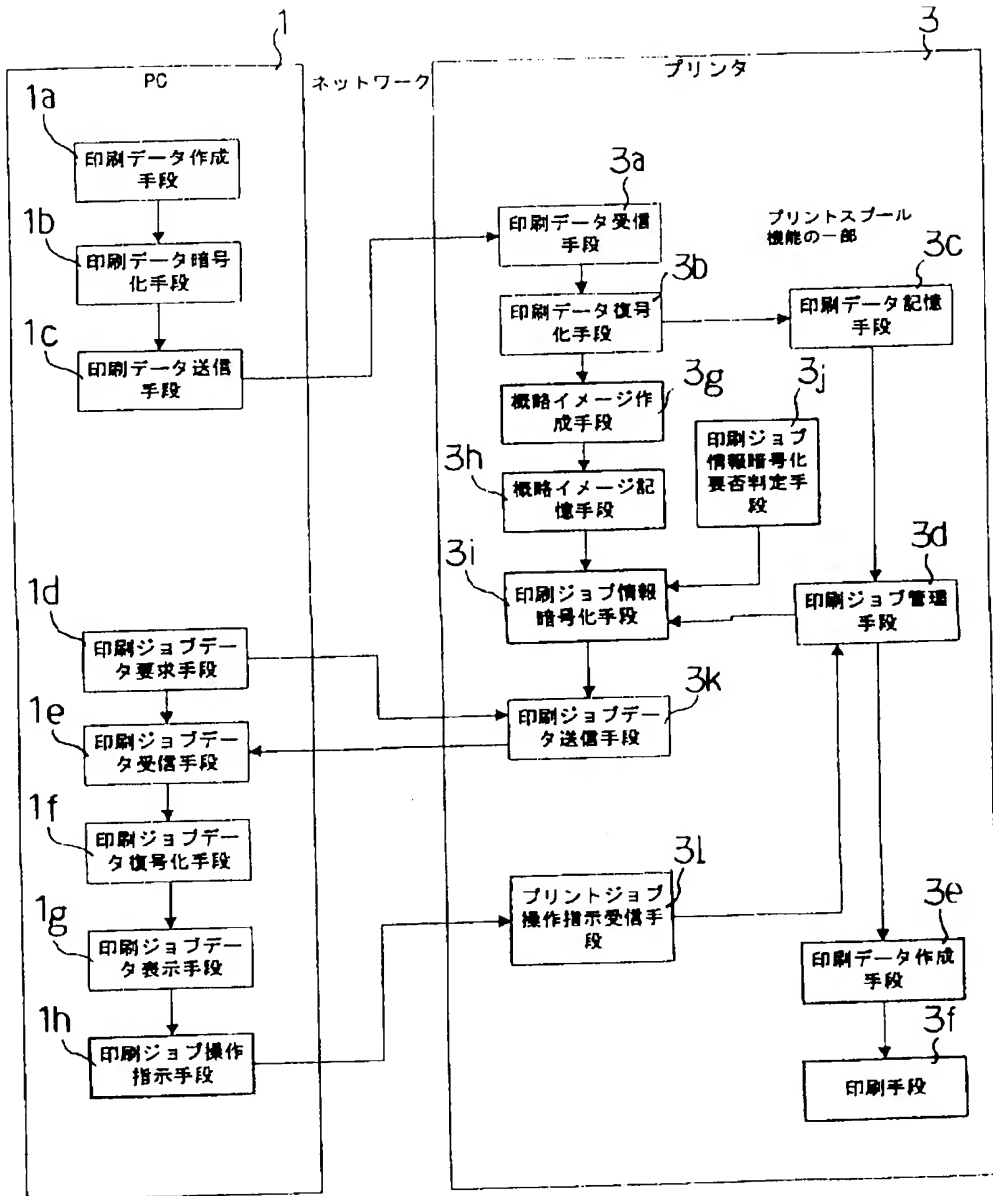 1
3
PC
ネットワーク
プリンタ
1a
印刷データ作成
手段
1b
印刷データ暗号
化手段
1c
印刷データ送信
手段
3a
印刷データ受信
手段
プリントスプール
機能の一部
3b
印刷データ復号
化手段
3c
印刷データ記憶
手段
3g
概略イメージ作
成手段
3j
印刷ジョブ
情報暗号化
要否判定手
段
3h
概略イメージ記
憶手段
3i
印刷ジョブ情報
暗号化手段
3d
印刷ジョブ管理
手段
1d
印刷ジョブデー
タ要求手段
3k
印刷ジョブデー
タ送信手段
1e
印刷ジョブデー
タ受信手段
1f
印刷ジョブデー
タ復号化手段
1g
印刷ジョブデー
タ表示手段
3l
プリントジョブ
操作指示受信手
段
3e
印刷データ作成
手段
1h
印刷ジョブ操作
指示手段
3f
印刷手段